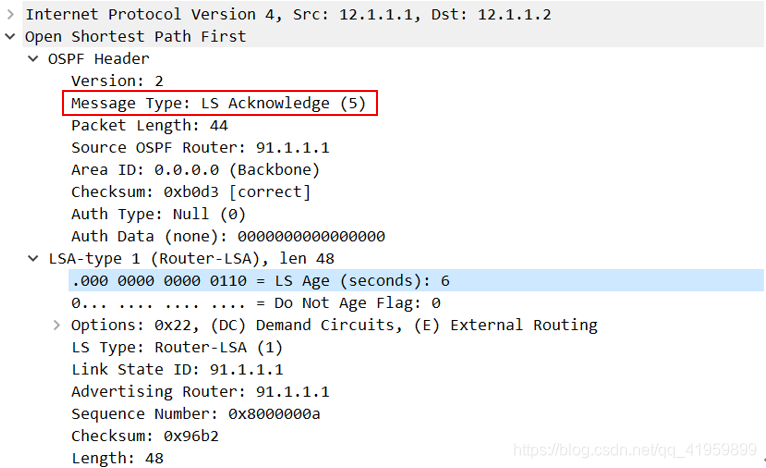 Internet Protocol Version 4, Src: 12.1.1.1, Dst: 12.1.1.2
Open Shortest Path First
OSPF Header
Version: 2
Message Type: LS Acknowledge (5)
Packet Length: 44
Source OSPF Router: 91.1.1.1
Area ID: 0.0.0.0 (Backbone)
Checksum: 0xb0d3 [correct]
Auth Type: Null (0)
Auth Data (none): 0000000000000000
LSA-type 1 (Router-LSA), len 48
.000 0000 0000 0110 = LS Age (seconds): 6
0... .... .... .... = Do Not Age Flag: 0
Options: 0x22, (DC) Demand Circuits, (E) External Routing
LS Type: Router-LSA (1)
Link State ID: 91.1.1.1
Advertising Router: 91.1.1.1
Sequence Number: 0x8000000a
Checksum: 0x96b2
Length: 48
https://blog.csdn.net/qq_41959899